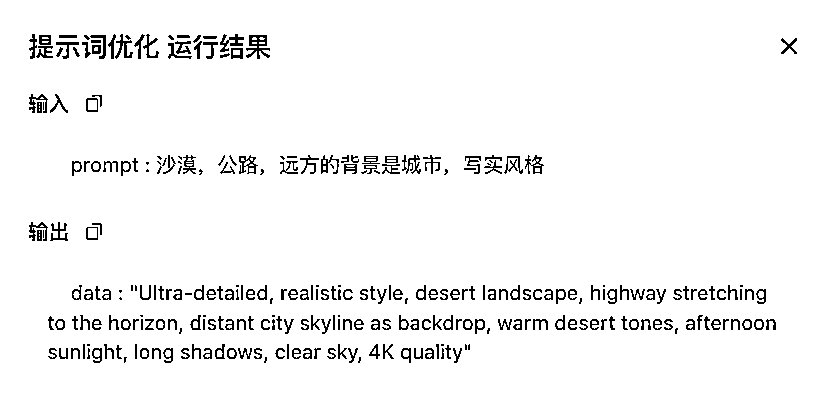 提示词优化 运行结果
输入
prompt : 沙漠，公路，远方的背景是城市，写实风格
输出
data : "Ultra-detailed, realistic style, desert landscape, highway stretching
to the horizon, distant city skyline as backdrop, warm desert tones, afternoon
sunlight, long shadows, clear sky, 4K quality"